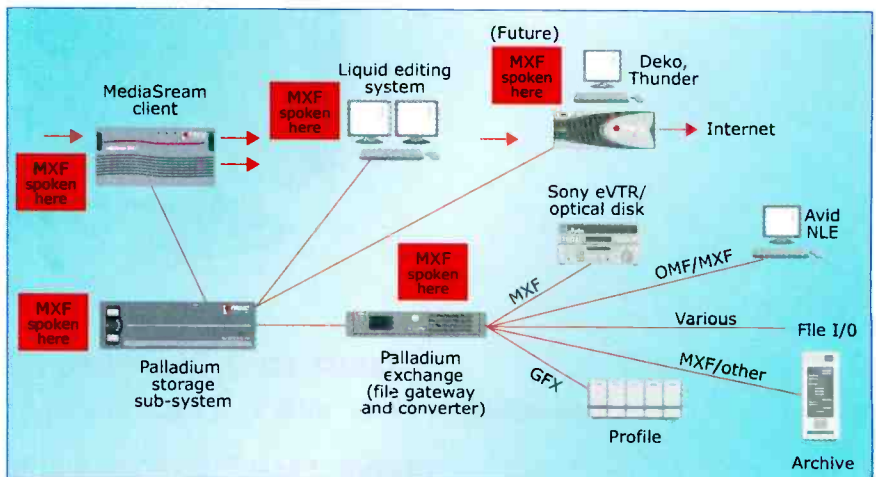 (Future)
MXF
spoken
here
Deko,
Thunder
Internet
Liquid editing
system
MXF
spoken
here
MediaSream
client
MXF
spoken
here
Sony eVTR/
optical disk
Avid
NLE
MXF
spoken
here
MXF
OMF/MXF
Various
File I/0
MXF/other
GFX
MXF
spoken
here
Palladium
storage
sub-system
Palladium
exchange
(file gateway
and converter)
Profile
Archive